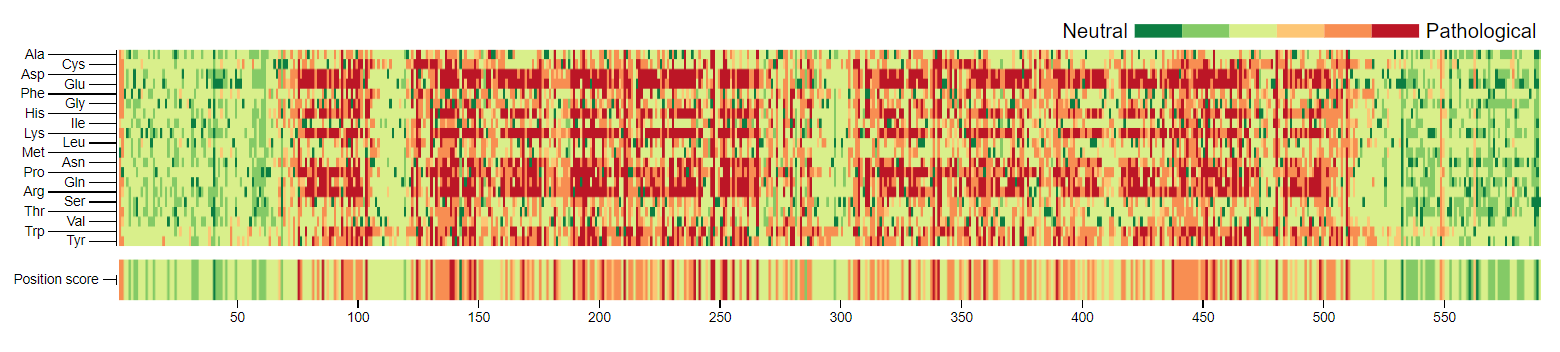 Neutral Pathological
Ala
Cys
Asp
Glu
Phe
Gly
His
Ile
Lys
Leu
Met
Asn
Pro
Gln
Arg
Ser
Thr
Val
Trp
Tyr
Position score
50 100 150 200 250 300 350 400 450 500 550